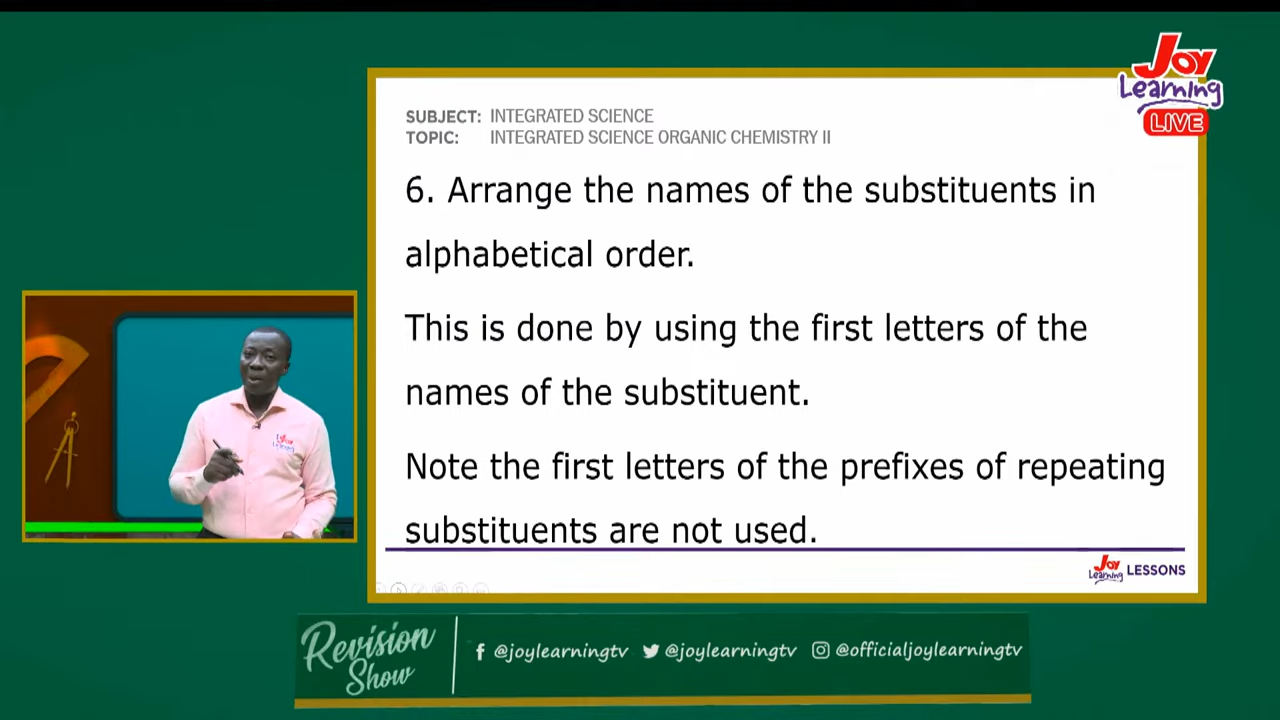 Joy
Learning
LIVE
SUBJECT: INTEGRATED SCIENCE
TOPIC: INTEGRATED SCIENCE ORGANIC CHEMISTRY II
6. Arrange the names of the substituents in
alphabetical order.
This is done by using the first letters of the
names of the substituent.
Note the first letters of the prefixes of repeating
substituents are not used.
Joy
Learning
Joy
Learning LESSONS
Revision
Show
@joylearningtv @joylearningtv @officialjoylearningtv